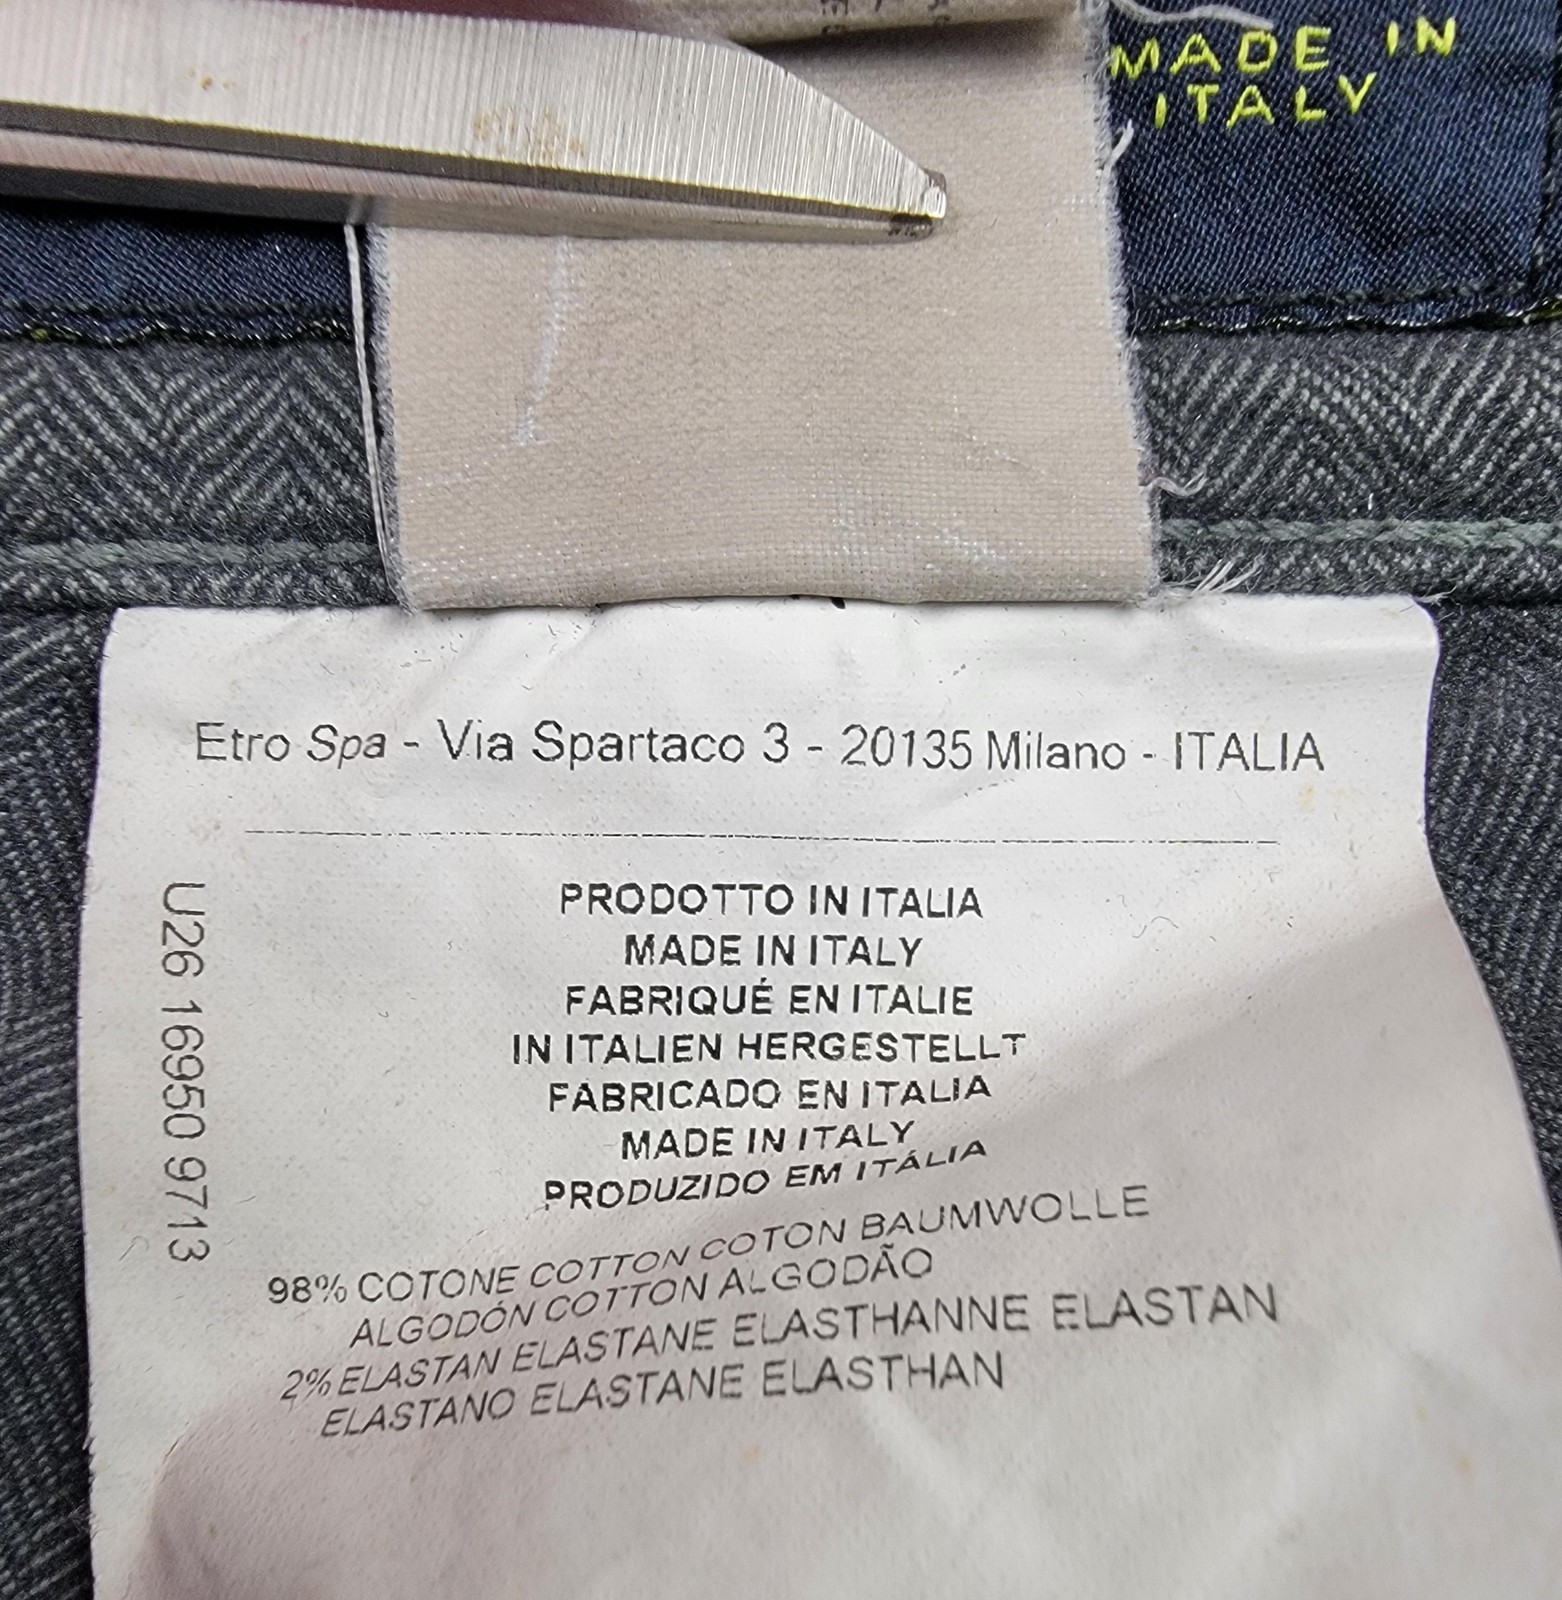 MADE IN
ITALY
Etro Spa - Via Spartaco 3 - 20135 Milano - ITALIA
U26 16950 9713
PRODOTTO IN ITALIA
MADE IN ITALY
FABRIQUÉ EN ITALIE
IN ITALIEN HERGESTELLT
FABRICADO EN ITALIA
MADE IN ITALY
PRODUZIDO EM ITÁLIA
98% COTONE COTTON COTON BAUMWOLLE
ALGODÓN COTTON ALGODÃO
2% ELASTAN ELASTANE ELASTHANNE ELASTAN
ELASTANO ELASTANE ELASTHAN